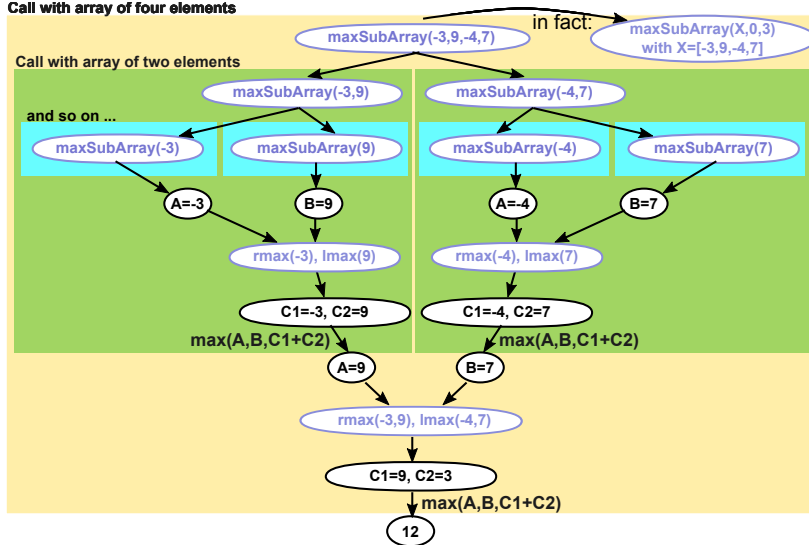 Call with array of four elements
in fact:
maxSubArray(X,0,3)
with X=[-3,9,-4,7]
maxSubArray(-3,9,-4,7)
Call with array of two elements
maxSubArray(-3,9)
maxSubArray(-4,7)
and so on ...
maxSubArray(-3)
maxSubArray(9)
maxSubArray(-4)
maxSubArray(7)
A=-3
B=9
A=-4
B=7
rmax(-3), lmax(9)
rmax(-4), lmax(7)
C1=-3, C2=9
C1=-4, C2=7
max(A,B,C1+C2)
max(A,B,C1+C2)
A=9
B=7
rmax(-3,9), lmax(-4,7)
C1=9, C2=3
max(A,B,C1+C2)
12